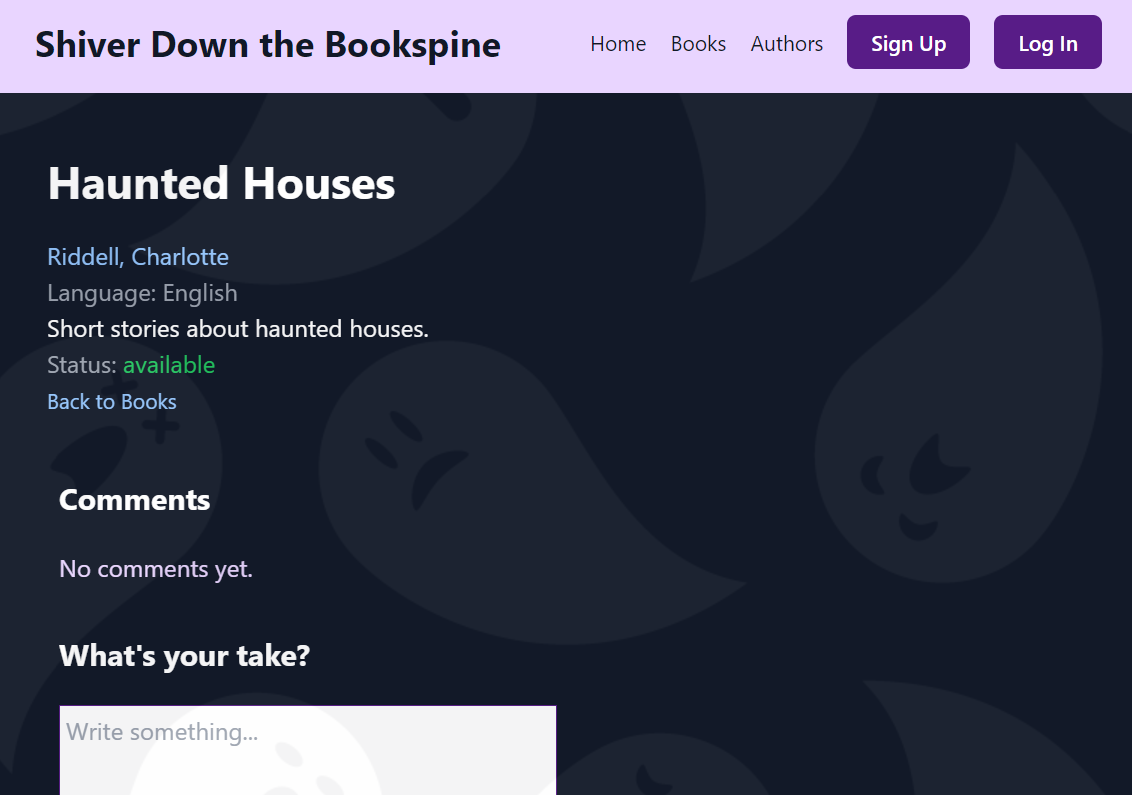 Shiver Down the Bookspine
Home Books Authors Sign Up Log In
Haunted Houses
Riddell, Charlotte
Language: English
Short stories about haunted houses.
Status: available
Back to Books
Comments
No comments yet.
What's your take?
Write something...